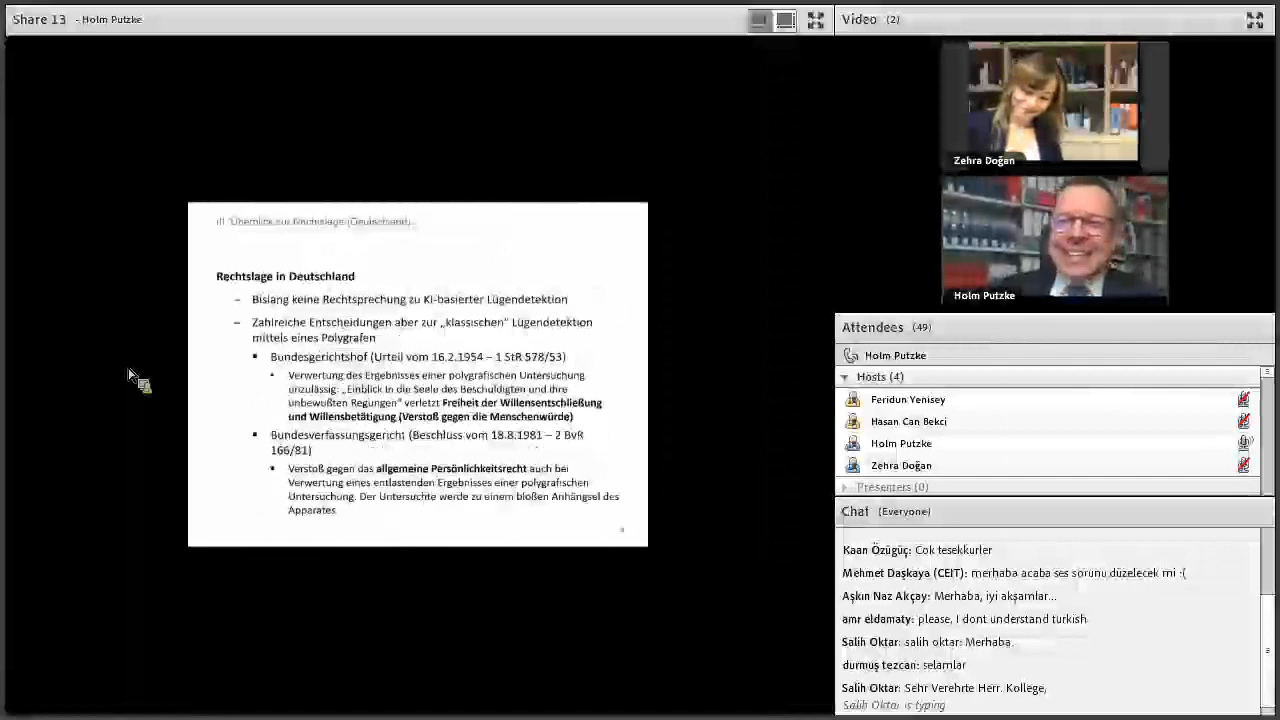 Share 13 - Holm Putzke
III Überblick zur Rechtslage (Deutschland)
Rechtslage in Deutschland
– Bislang keine Rechtsprechung zu KI-basierter Lügendetektion
– Zahlreiche Entscheidungen aber zur „klassischen“ Lügendetektion
mittels eines Polygrafen
▪ Bundesgerichtshof (Urteil vom 16.2.1954 – 1 StR 578/53)
• Verwertung des Ergebnisses einer polygrafischen Untersuchung
unzulässig: „Einblick in die Seele des Beschuldigten und ihre
unbewußten Regungen“ verletzt Freiheit der Willensentschließung
und Willensbetätigung (Verstoß gegen die Menschenwürde)
▪ Bundesverfassungsgericht (Beschluss vom 18.8.1981 – 2 BvR
166/81)
• Verstoß gegen das allgemeine Persönlichkeitsrecht auch bei
Verwertung eines entlastenden Ergebnisses einer polygrafischen
Untersuchung. Der Untersuchte werde zu einem bloßen Anhängsel des
Apparates
Video (2)
Zehra Doğan
Holm Putzke
Attendees (49)
Holm Putzke
Hosts (4)
Feridun Yenisey
Hasan Can Bekci
Holm Putzke
Zehra Doğan
Presenters (0)
Chat (Everyone)
Kaan Özügüç: Cok tesekkurler
Mehmet Daşkaya (CEIT): merhaba acaba ses sorunu düzelecek mi :(
Aşkın Naz Akçay: Merhaba, iyi akşamlar...
amr eldamaty: please, I dont understand turkish
Salih Oktar: salih oktar: Merhaba,
durmuş tezcan: selamlar
Salih Oktar: Sehr Verehrte Herr. Kollege,
Salih Oktar is typing